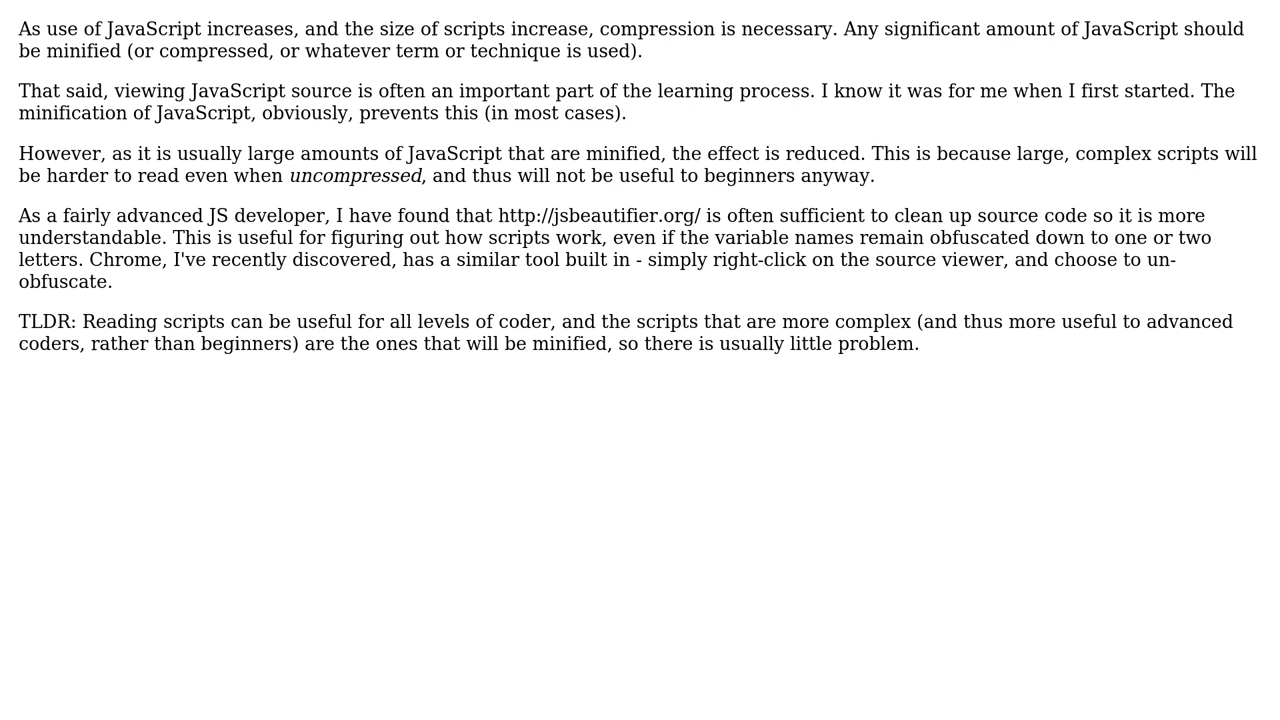 As use of JavaScript increases, and the size of scripts increase, compression is necessary. Any significant amount of JavaScript should
be minified (or compressed, or whatever term or technique is used).
That said, viewing JavaScript source is often an important part of the learning process. I know it was for me when I first started. The
minification of JavaScript, obviously, prevents this (in most cases).
However, as it is usually large amounts of JavaScript that are minified, the effect is reduced. This is because large, complex scripts will
be harder to read even when uncompressed, and thus will not be useful to beginners anyway.
As a fairly advanced JS developer, I have found that http://jsbeautifier.org/ is often sufficient to clean up source code so it is more
understandable. This is useful for figuring out how scripts work, even if the variable names remain obfuscated down to one or two
letters. Chrome, I've recently discovered, has a similar tool built in - simply right-click on the source viewer, and choose to un-
obfuscate.
TLDR: Reading scripts can be useful for all levels of coder, and the scripts that are more complex (and thus more useful to advanced
coders, rather than beginners) are the ones that will be minified, so there is usually little problem.